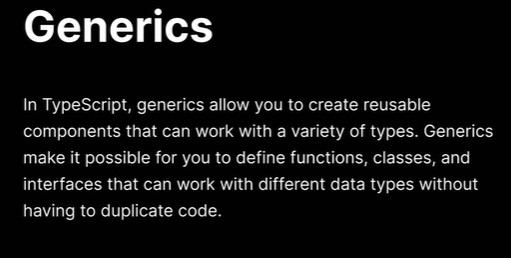 Generics
In TypeScript, generics allow you to create reusable
components that can work with a variety of types. Generics
make it possible for you to define functions, classes, and
interfaces that can work with different data types without
having to duplicate code.